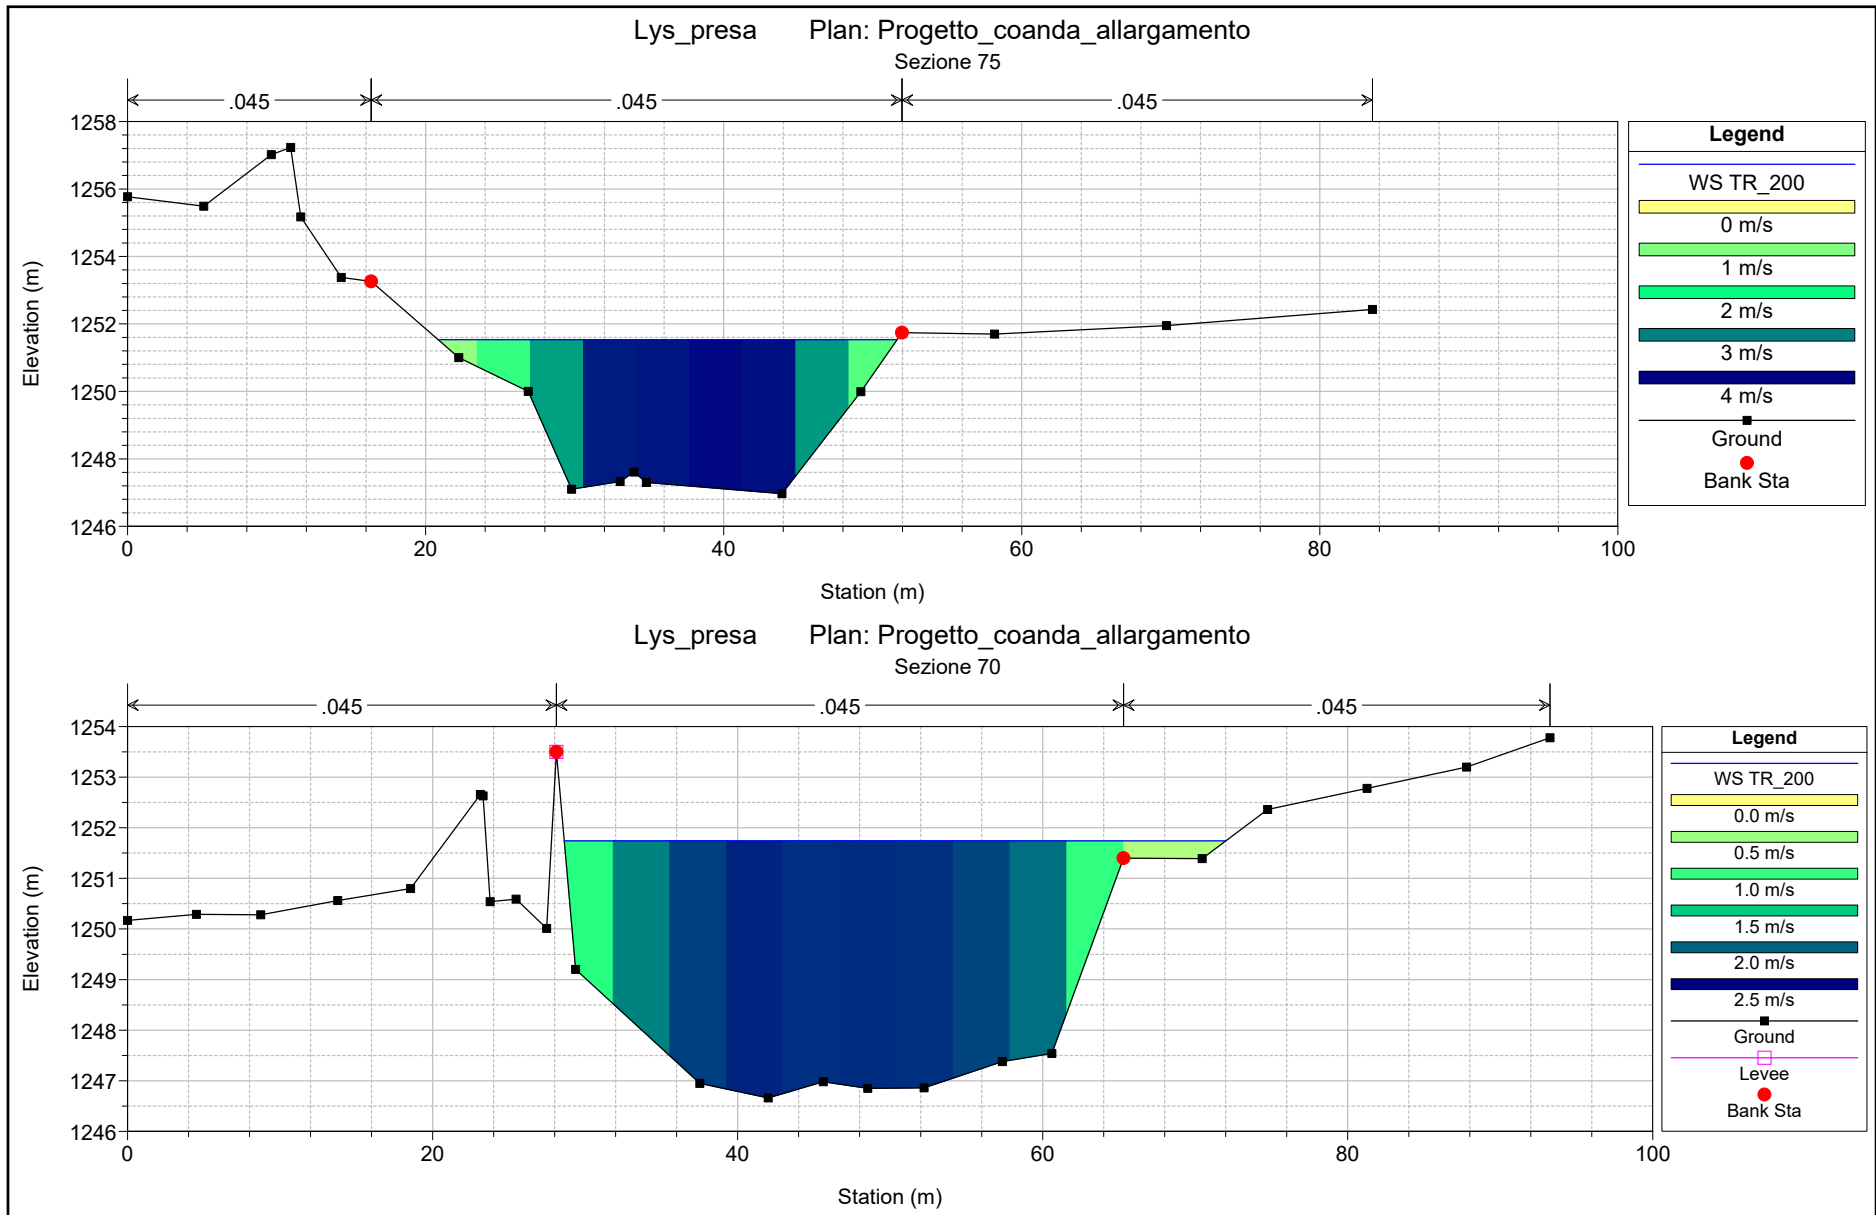 Lys_presa Plan: Progetto_coanda_allargamento
Sezione 75
.045 .045 .045
1258
1256
1254
1252
1250
1248
1246
Elevation (m)
0 20 40 60 80 100
Station (m)
Legend
WS TR_200
0 m/s
1 m/s
2 m/s
3 m/s
4 m/s
Ground
Bank Sta
Lys_presa Plan: Progetto_coanda_allargamento
Sezione 70
.045 .045 .045
1254
1253
1252
1251
1250
1249
1248
1247
1246
Elevation (m)
0 20 40 60 80 100
Station (m)
Legend
WS TR_200
0.0 m/s
0.5 m/s
1.0 m/s
1.5 m/s
2.0 m/s
2.5 m/s
Ground
Levee
Bank Sta